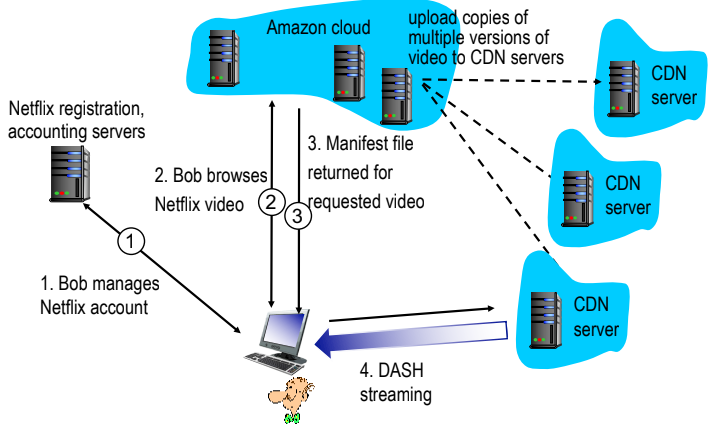 Amazon cloud
upload copies of
multiple versions of
video to CDN servers
CDN
server
Netflix registration,
accounting servers
3. Manifest file
returned for
requested video
2. Bob browses
Netflix video
2
3
CDN
server
1
1. Bob manages
Netflix account
CDN
server
4. DASH
streaming